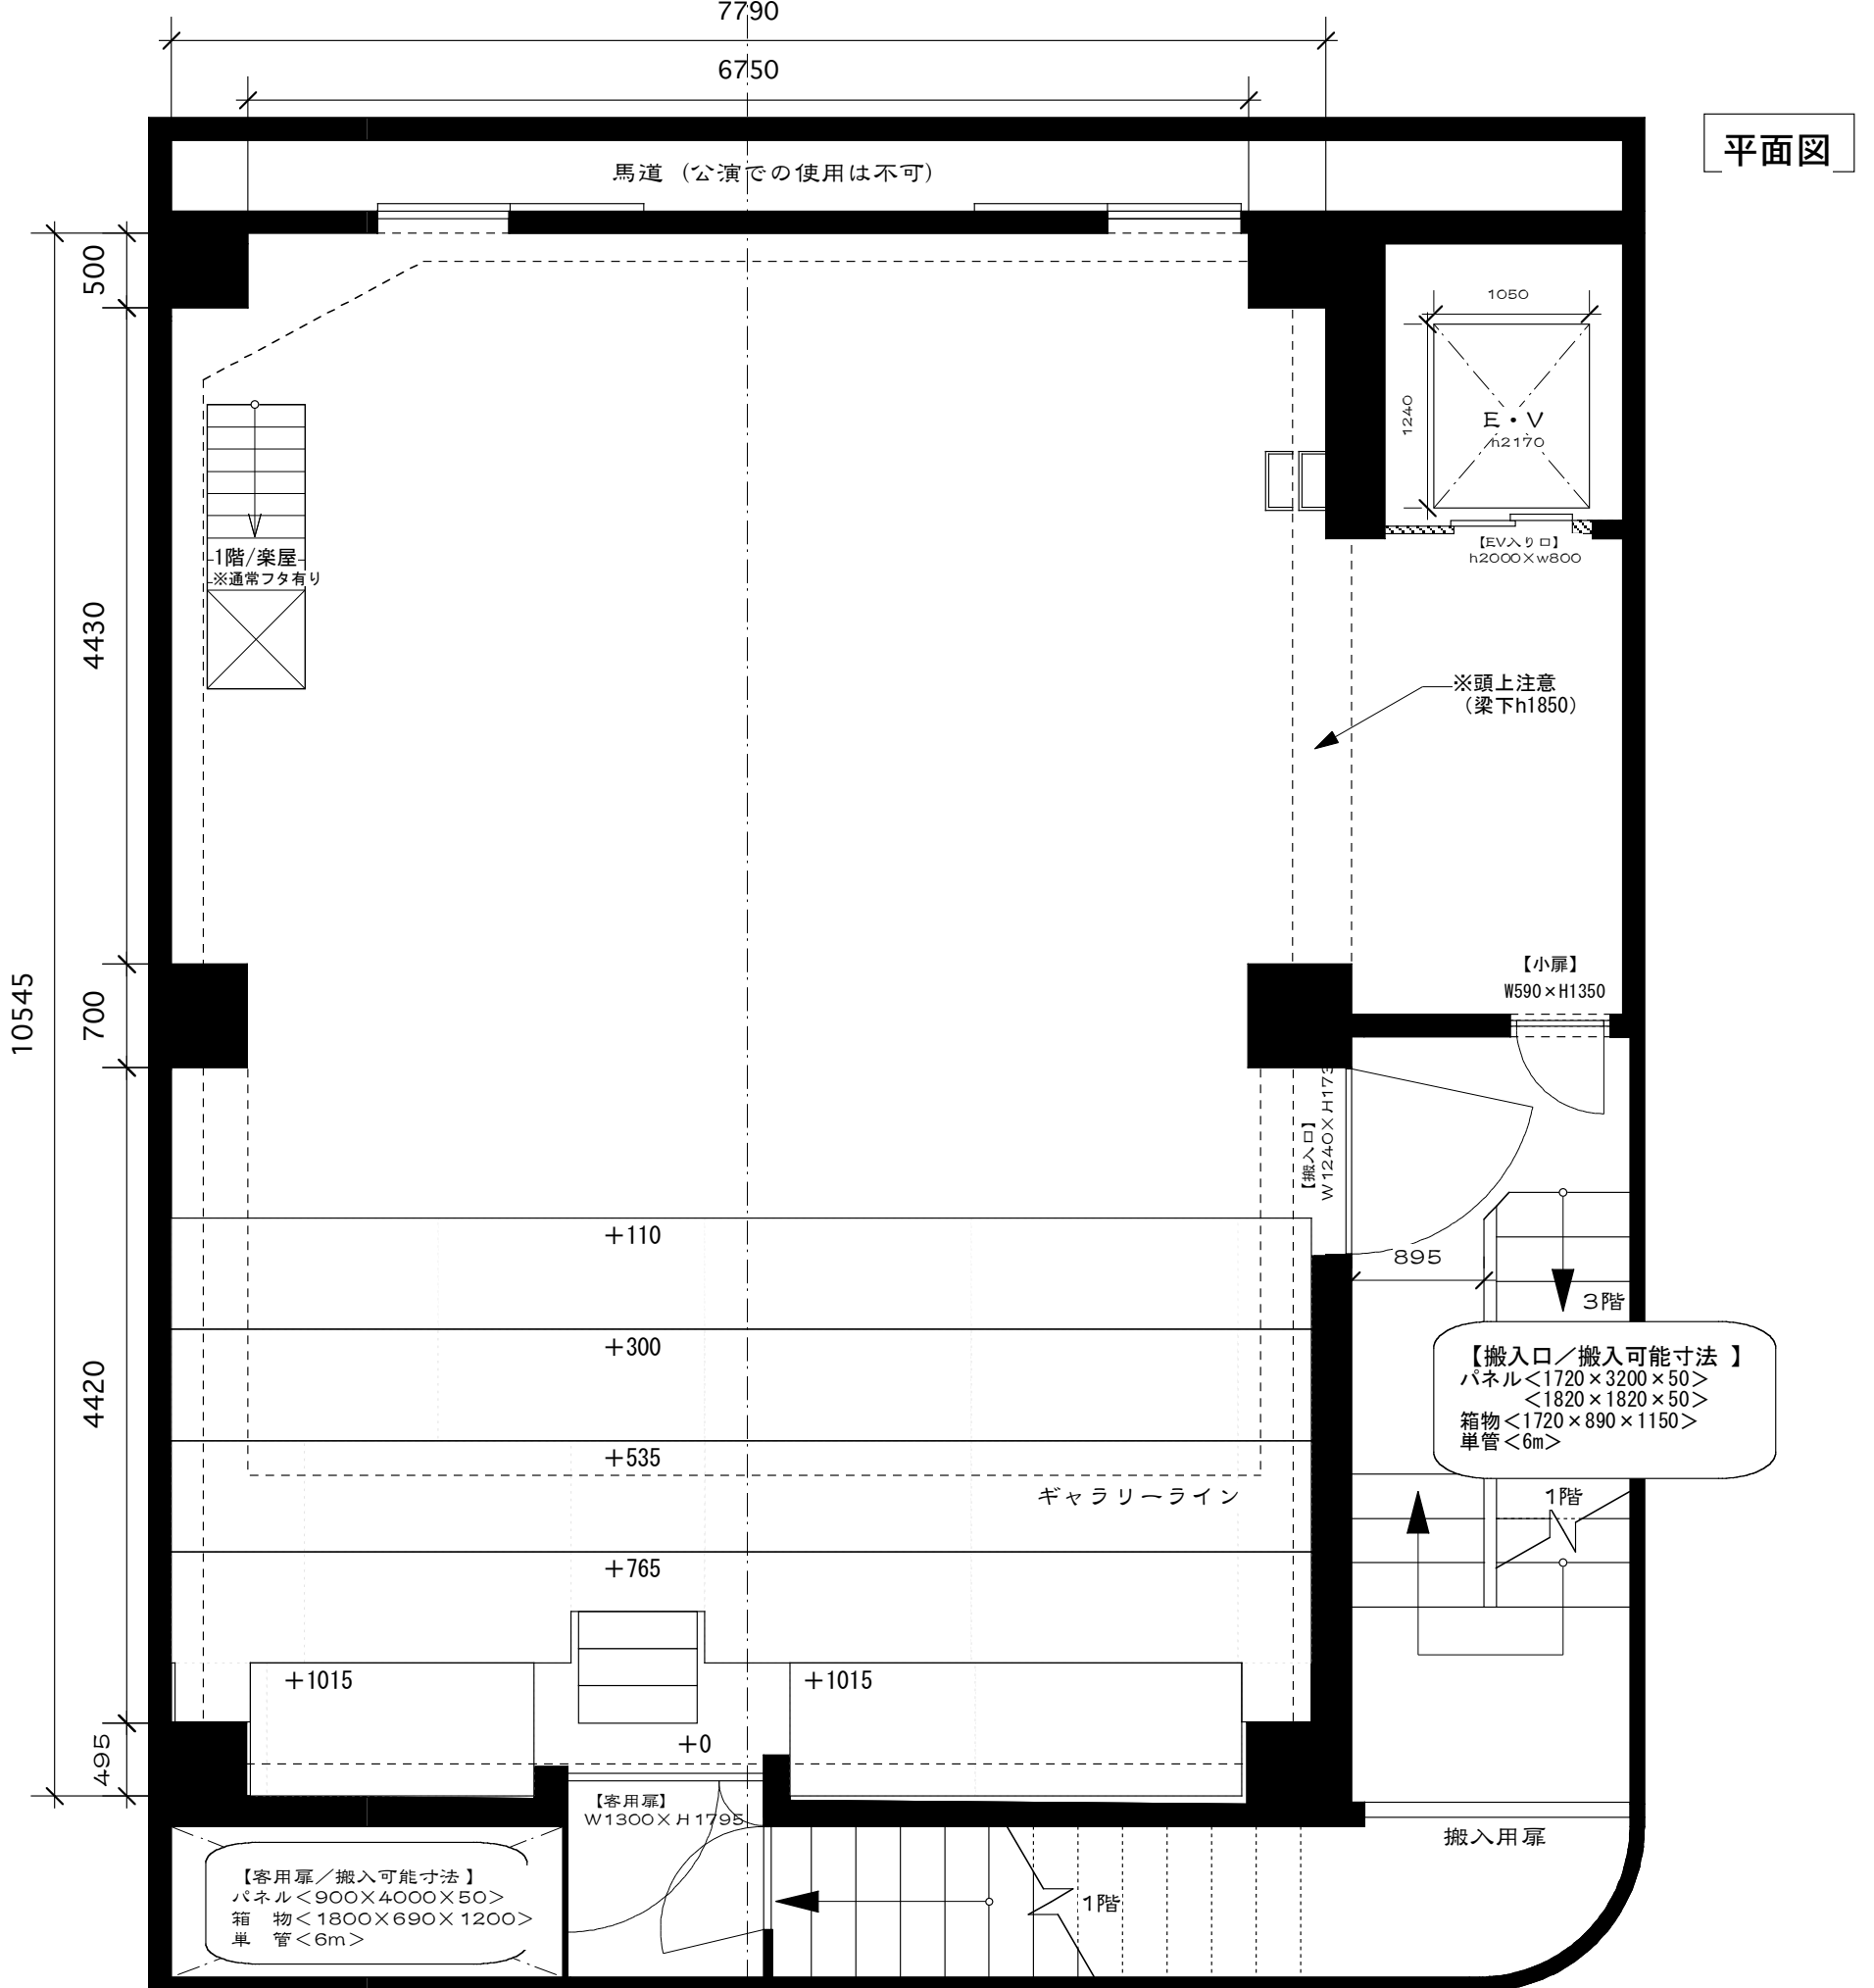 7790
6750
平面図
馬道 (公演での使用は不可)
500
4430
700
4420
495
10545
1050
1240
E・V
h2170
【EV入り口】
h2000×w800
1階/楽屋
※通常フタ有り
※頭上注意
(梁下h1850)
【小扉】
W590×H1350
【搬入口】
W1240×H173
895
3階
+110
+300
+535
ギャラリーライン
+765
+1015
+1015
+0
【搬入口／搬入可能寸法 】
パネル<1720×3200×50>
<1820×1820×50>
箱物<1720×890×1150>
単管<6m>
1階
【客用扉】
W1300×H1795
搬入用扉
1階
【客用扉／搬入可能寸法 】
パネル<900×4000×50>
箱　物<1800×690×1200>
単　管<6m>